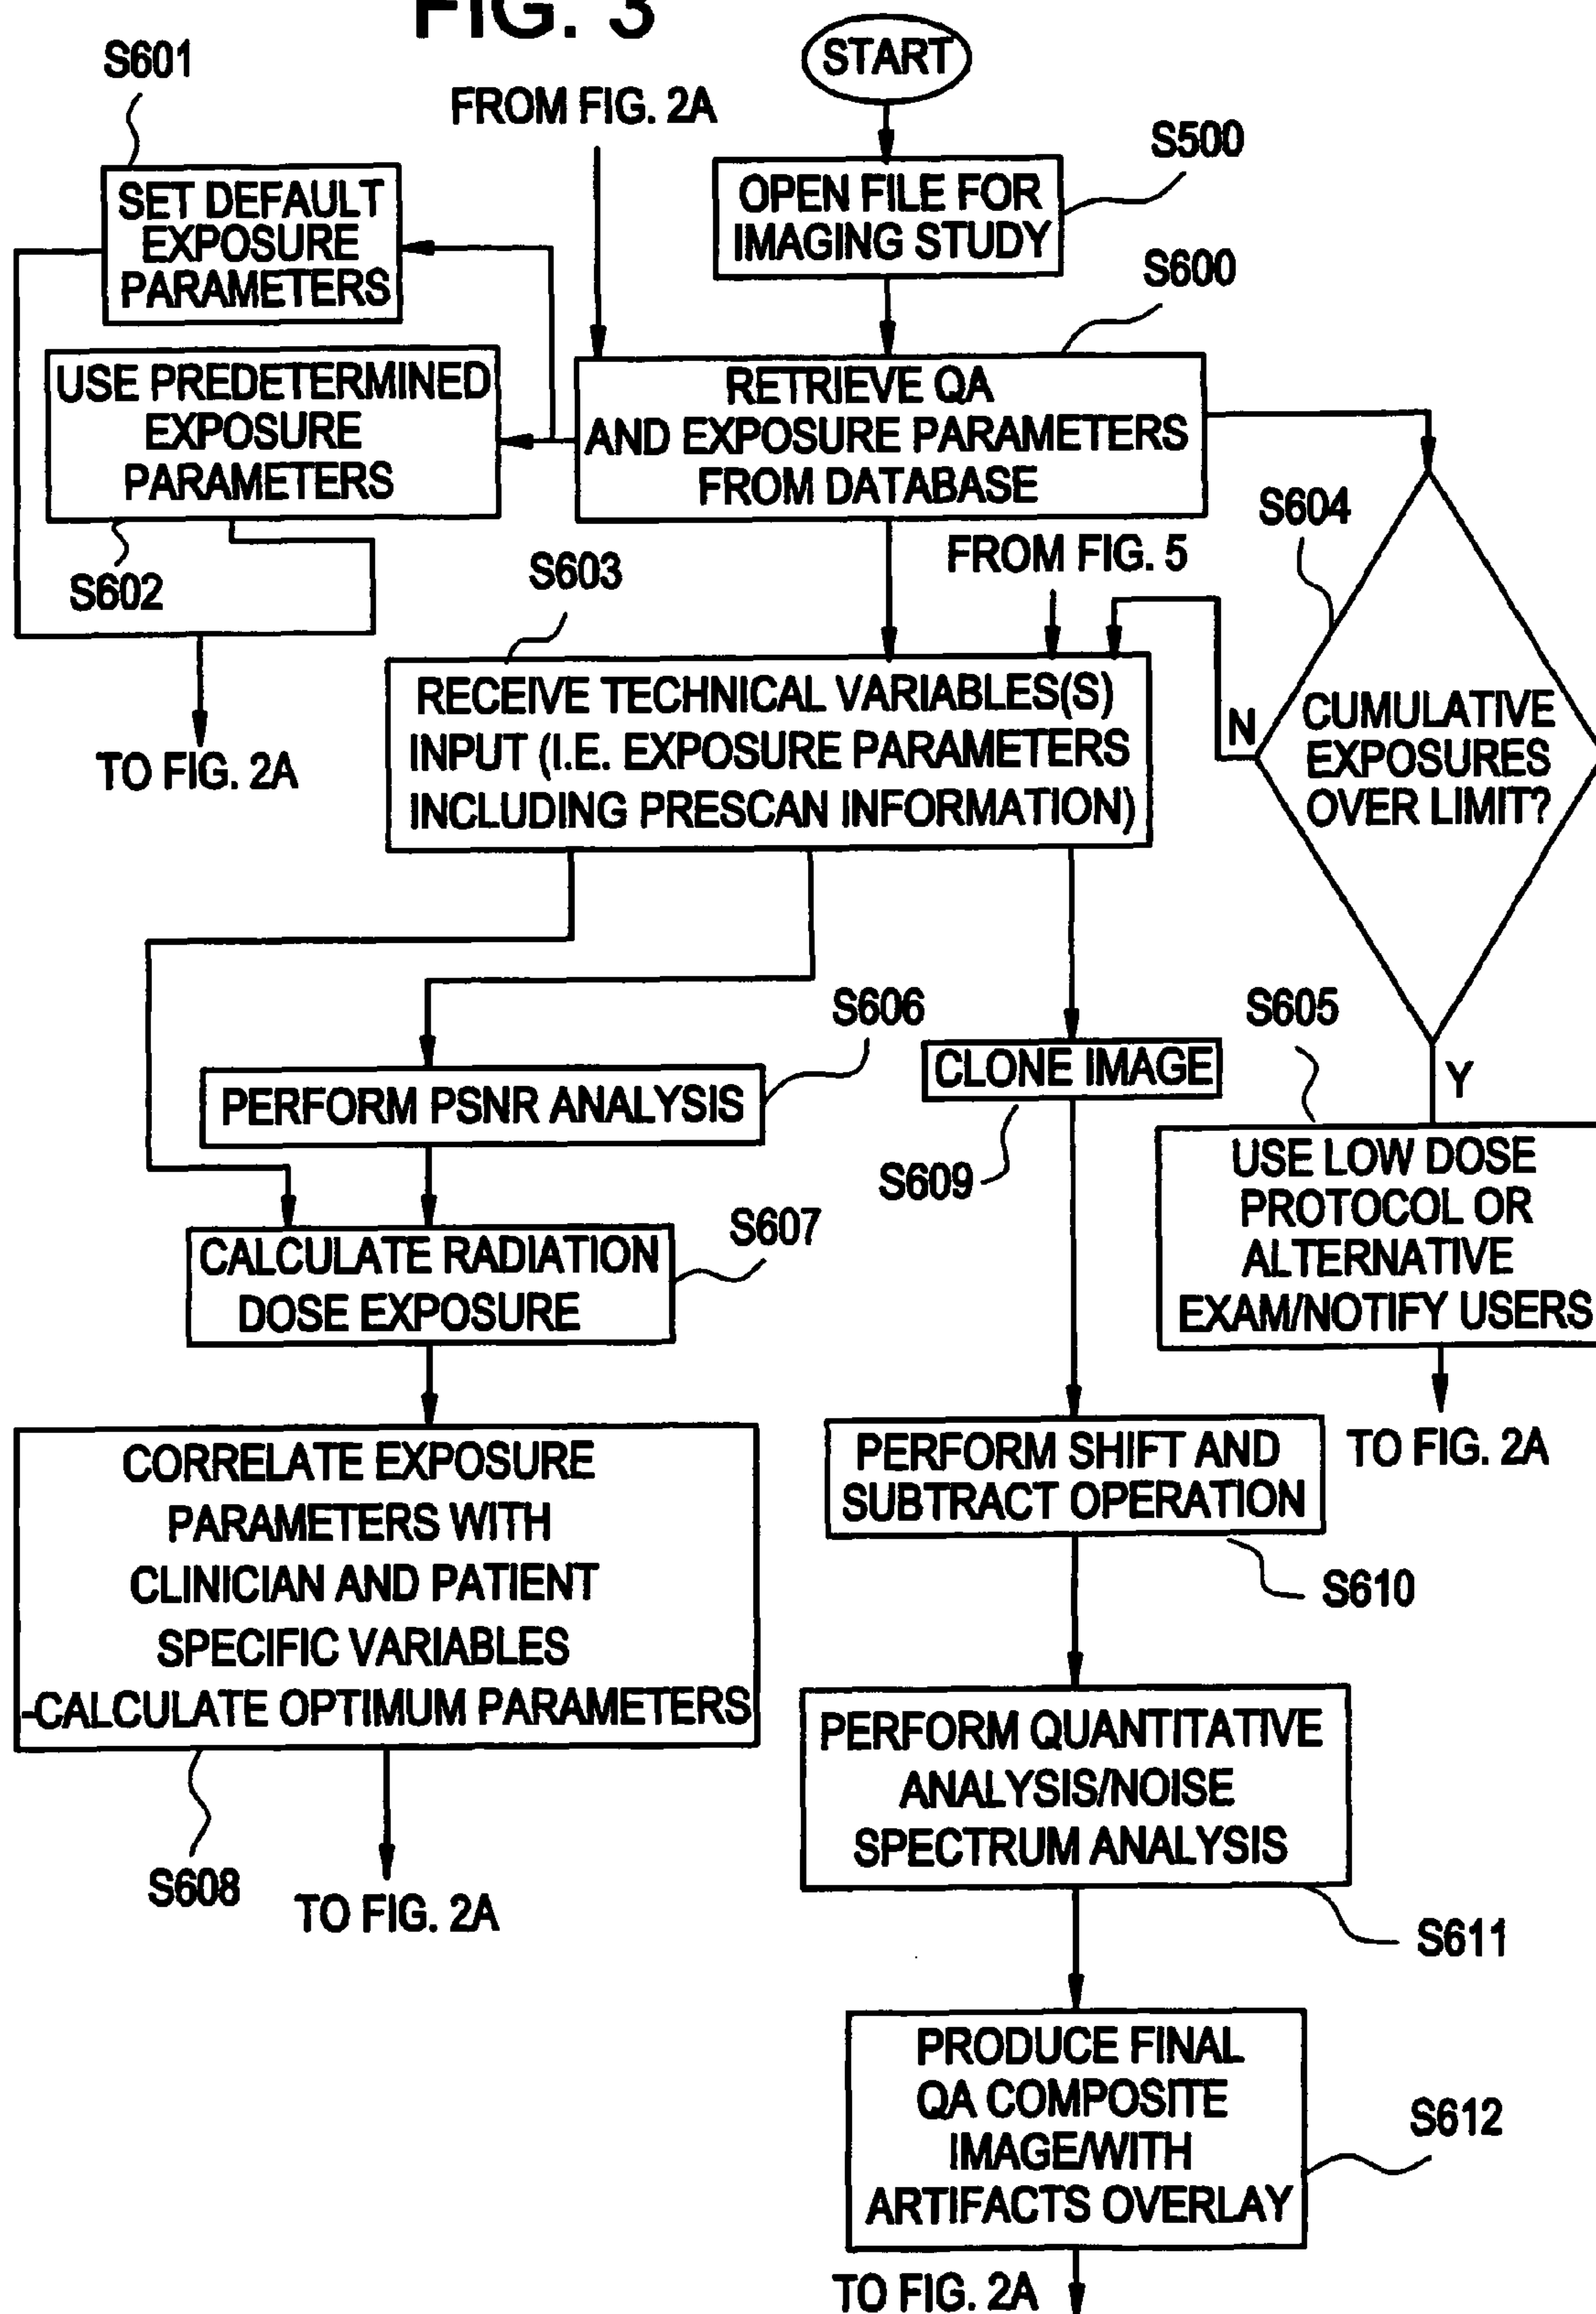 FIG. 3
START
S601
FROM FIG. 2A
S500
SET DEFAULT
EXPOSURE
PARAMETERS
OPEN FILE FOR
IMAGING STUDY
S600
USE PREDETERMINED
EXPOSURE
PARAMETERS
RETRIEVE QA
AND EXPOSURE PARAMETERS
FROM DATABASE
S604
S602
S603
FROM FIG. 5
TO FIG. 2A
RECEIVE TECHNICAL VARIABLES(S)
INPUT (I.E. EXPOSURE PARAMETERS
INCLUDING PRESCAN INFORMATION)
N
CUMULATIVE
EXPOSURES
OVER LIMIT?
S606
S605
Y
CLONE IMAGE
PERFORM PSNR ANALYSIS
S609
USE LOW DOSE
PROTOCOL OR
ALTERNATIVE
EXAM/NOTIFY USERS
S607
CALCULATE RADIATION
DOSE EXPOSURE
TO FIG. 2A
CORRELATE EXPOSURE
PARAMETERS WITH
CLINICIAN AND PATIENT
SPECIFIC VARIABLES
-CALCULATE OPTIMUM PARAMETERS
PERFORM SHIFT AND
SUBTRACT OPERATION
S610
PERFORM QUANTITATIVE
ANALYSIS/NOISE
SPECTRUM ANALYSIS
S608
TO FIG. 2A
S611
PRODUCE FINAL
QA COMPOSITE
IMAGE/WITH
ARTIFACTS OVERLAY
S612
TO FIG. 2A